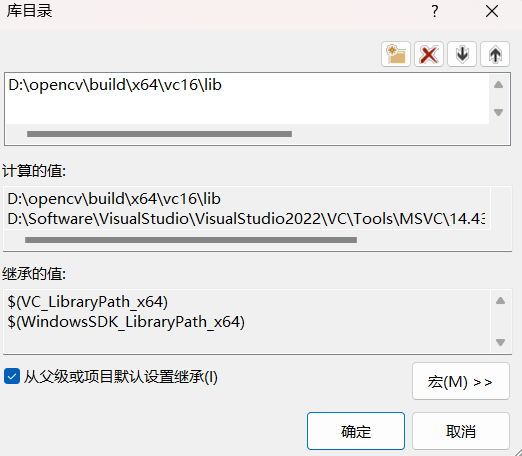 库目录
?
D:\opencv\build\x64\vc16\lib
计算的值:
D:\opencv\build\x64\vc16\lib
D:\Software\VisualStudio\VisualStudio2022\VC\Tools\MSVC\14.43
继承的值:
$(VC_LibraryPath_x64)
$(WindowsSDK_LibraryPath_x64)
从父级或项目默认设置继承(I)
宏(M) >>
确定
取消